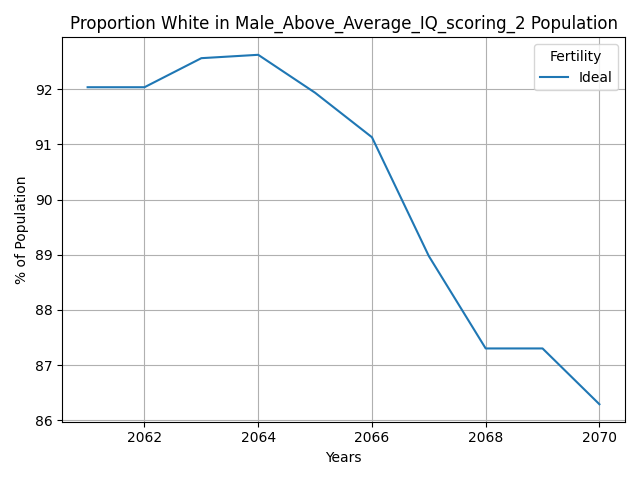 Proportion White in Male_Above_Average_IQ_scoring_2 Population
Fertility
Ideal
% of Population
92
91
90
89
88
87
86
2062 2064 2066 2068 2070
Years